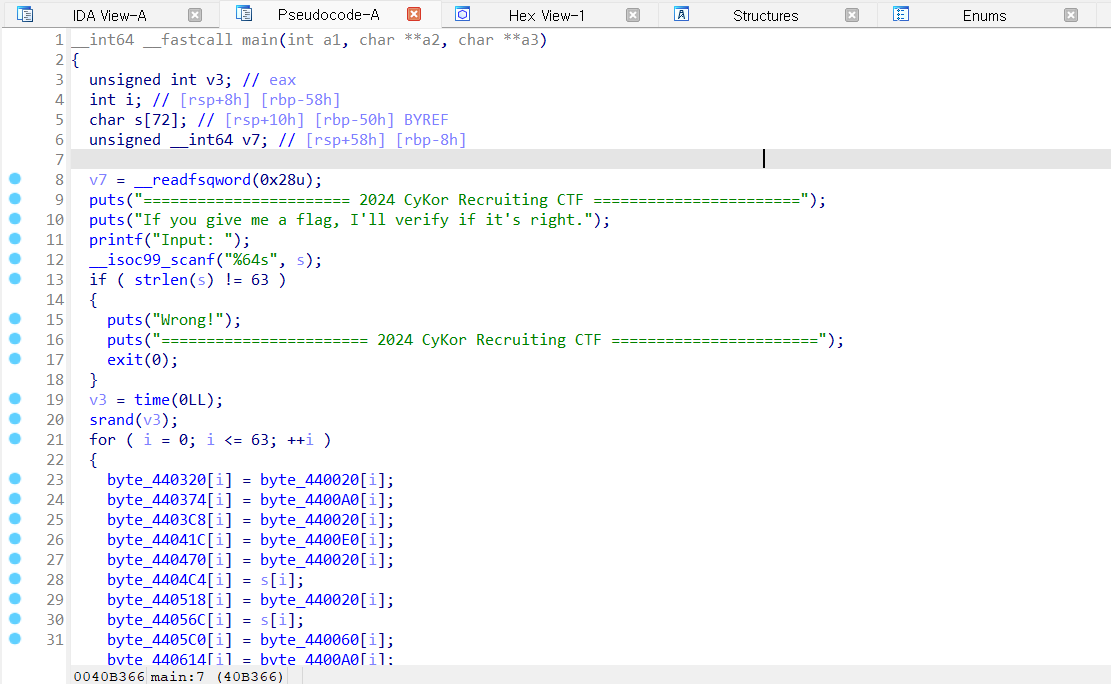 IDA View-A Pseudocode-A Hex View-1 Structures Enums
1 __int64 __fastcall main(int a1, char **a2, char **a3)
2 {
3 unsigned int v3; // eax
4 int i; // [rsp+8h] [rbp-58h]
5 char s[72]; // [rsp+10h] [rbp-50h] BYREF
6 unsigned __int64 v7; // [rsp+58h] [rbp-8h]
7
8 v7 = __readfsqword(0x28u);
9 puts("======================= 2024 CyKor Recruiting CTF =======================");
10 puts("If you give me a flag, I'll verify if it's right.");
11 printf("Input: ");
12 __isoc99_scanf("%64s", s);
13 if ( strlen(s) != 63 )
14 {
15 puts("Wrong!");
16 puts("======================= 2024 CyKor Recruiting CTF =======================");
17 exit(0);
18 }
19 v3 = time(0LL);
20 srand(v3);
21 for ( i = 0; i <= 63; ++i )
22 {
23 byte_440320[i] = byte_440020[i];
24 byte_440374[i] = byte_4400A0[i];
25 byte_4403C8[i] = byte_440020[i];
26 byte_44041C[i] = byte_4400E0[i];
27 byte_440470[i] = byte_440020[i];
28 byte_4404C4[i] = s[i];
29 byte_440518[i] = byte_440020[i];
30 byte_44056C[i] = s[i];
31 byte_4405C0[i] = byte_440060[i];
byte_440614[i] = byte_4400A0[i];
0040B366 main:7 (40B366)